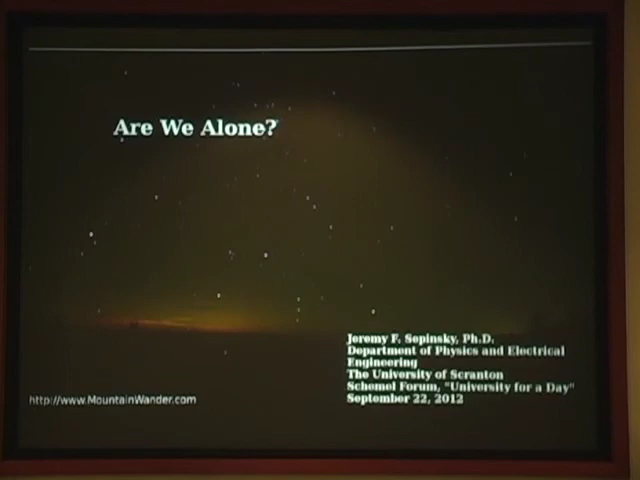 Are We Alone?
Jeremy F. Sepinsky, Ph.D.
Department of Physics and Electrical
Engineering
The University of Scranton
Schemel Forum, "University for a Day"
September 22, 2012
http://www.MountainWander.com